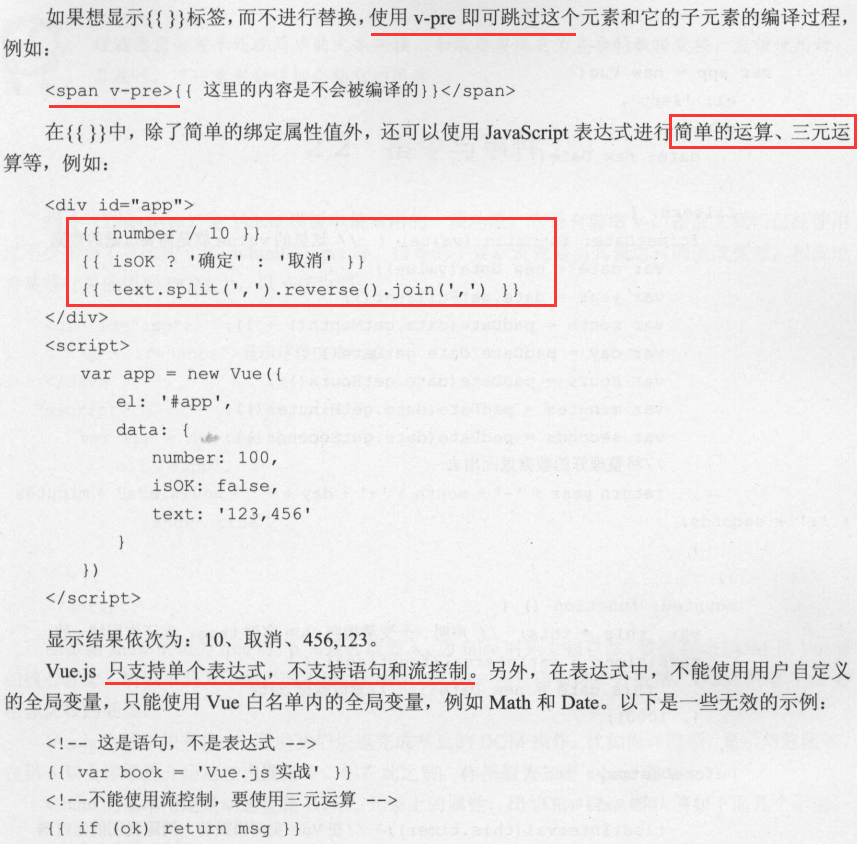 如果想显示{{ }}标签，而不进行替换，使用 v-pre 即可跳过这个元素和它的子元素的编译过程，
例如：
<span v-pre>{{ 这里的内容是不会被编译的}}</span>
在{{ }}中，除了简单的绑定属性值外，还可以使用 JavaScript 表达式进行简单的运算、三元运
算等，例如：
<div id="app">
{{ number / 10 }}
{{ isOK ? '确定' : '取消' }}
{{ text.split(',').reverse().join(',') }}
</div>
<script>
var app = new Vue({
el: '#app',
data: {
number: 100,
isOK: false,
text: '123,456'
}
})
</script>
显示结果依次为：10、取消、456,123。
Vue.js 只支持单个表达式，不支持语句和流控制。另外，在表达式中，不能使用用户自定义
的全局变量，只能使用 Vue 白名单内的全局变量，例如 Math 和 Date。以下是一些无效的示例：
<!-- 这是语句，不是表达式 -->
{{ var book = 'Vue.js 实战' }}
<!-- 不能使用流控制，要使用三元运算 -->
{{ if (ok) return msg }}